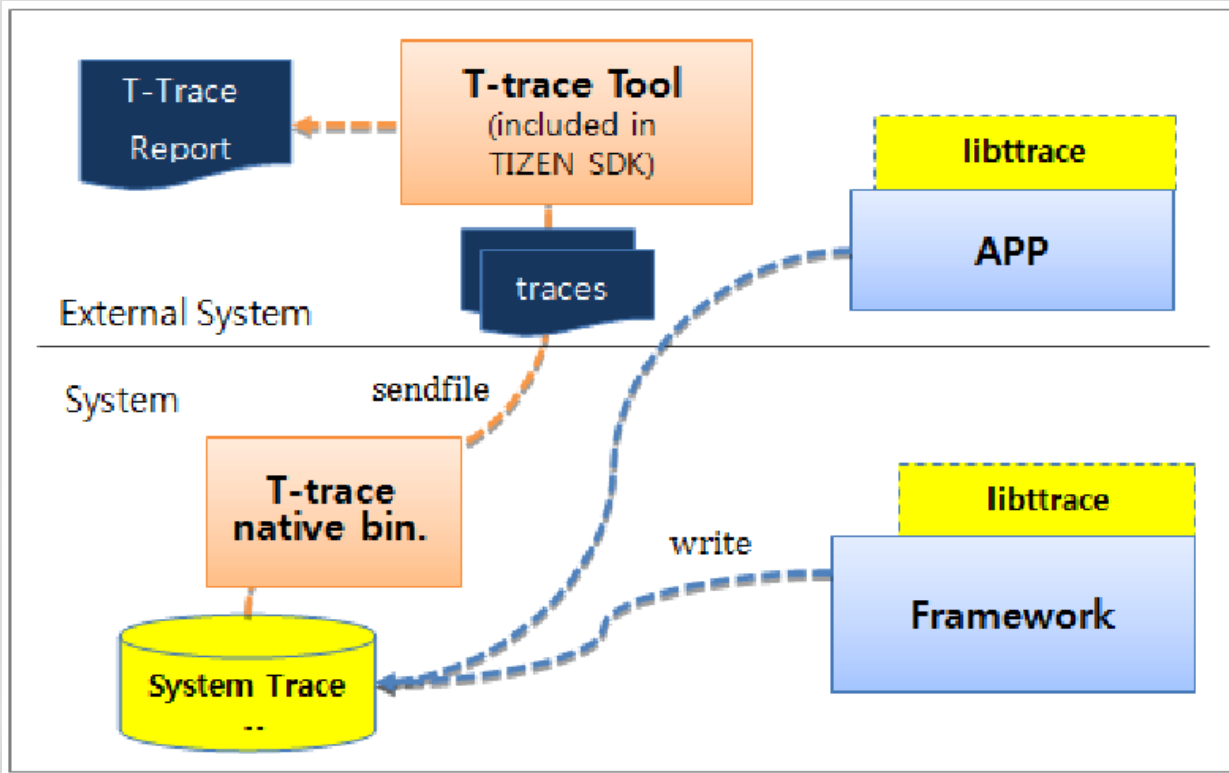 T-Trace
Report
T-trace Tool
(included in
TIZEN SDK)
libttrace
APP
traces
External System
System
sendfile
T-trace
native bin.
libttrace
write
Framework
System Trace
--